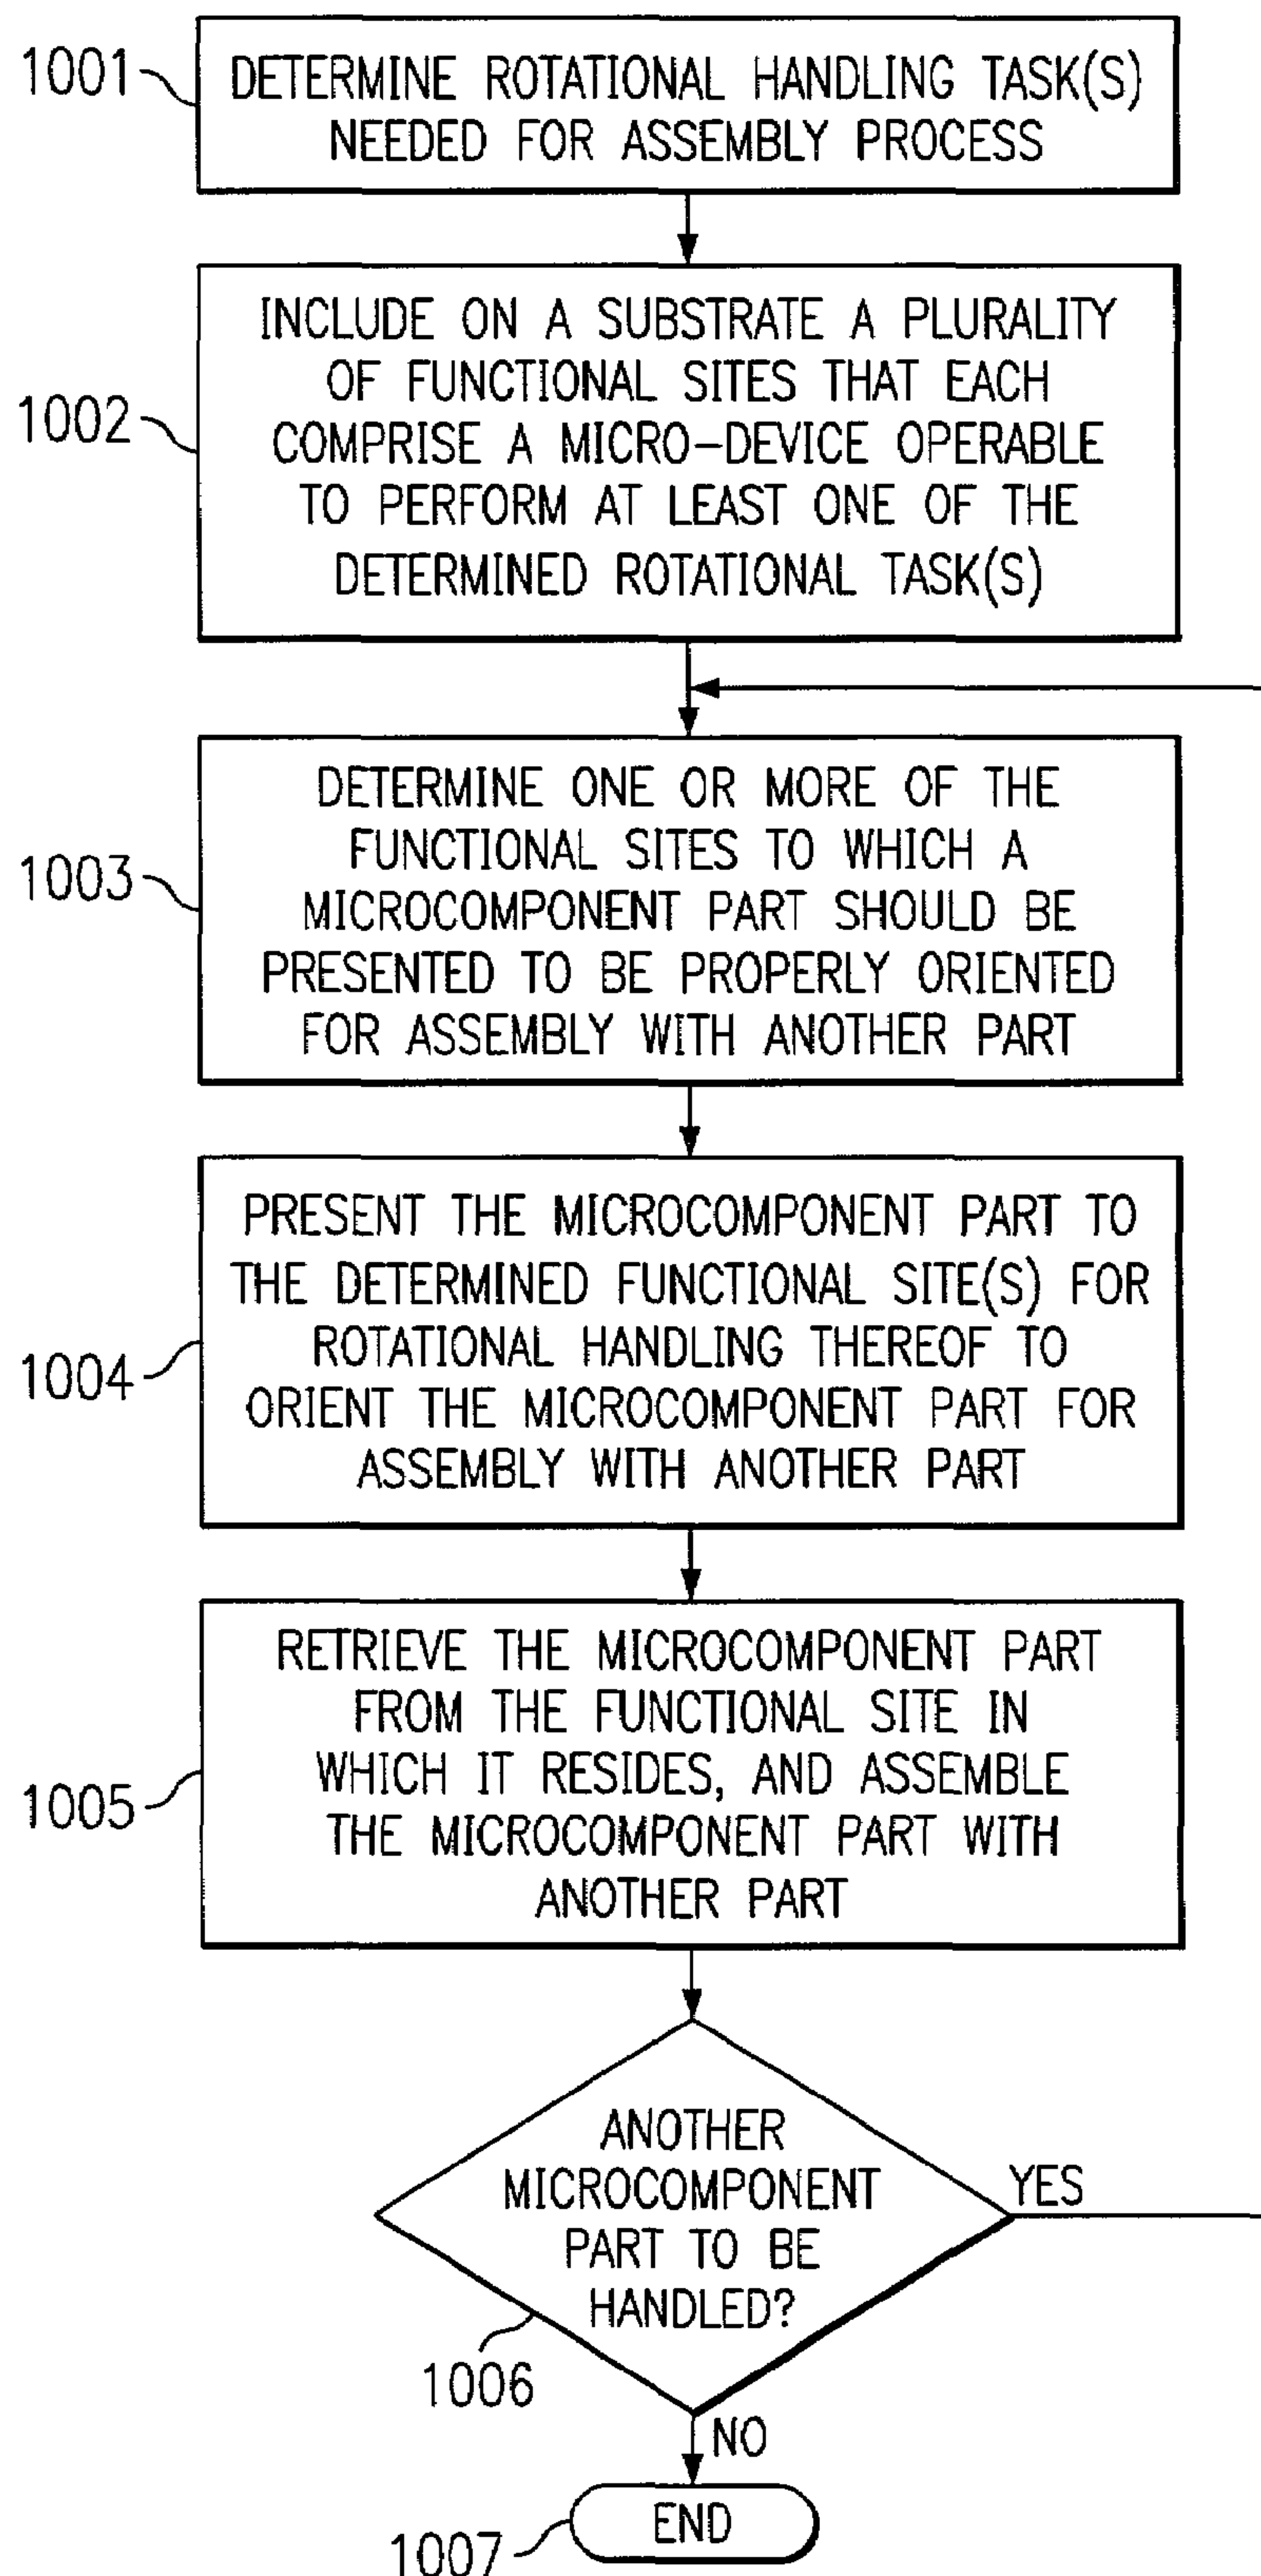 1001
DETERMINE ROTATIONAL HANDLING TASK(S)
NEEDED FOR ASSEMBLY PROCESS
1002
INCLUDE ON A SUBSTRATE A PLURALITY
OF FUNCTIONAL SITES THAT EACH
COMPRISE A MICRO-DEVICE OPERABLE
TO PERFORM AT LEAST ONE OF THE
DETERMINED ROTATIONAL TASK(S)
1003
DETERMINE ONE OR MORE OF THE
FUNCTIONAL SITES TO WHICH A
MICROCOMPONENT PART SHOULD BE
PRESENTED TO BE PROPERLY ORIENTED
FOR ASSEMBLY WITH ANOTHER PART
1004
PRESENT THE MICROCOMPONENT PART TO
THE DETERMINED FUNCTIONAL SITE(S) FOR
ROTATIONAL HANDLING THEREOF TO
ORIENT THE MICROCOMPONENT PART FOR
ASSEMBLY WITH ANOTHER PART
1005
RETRIEVE THE MICROCOMPONENT PART
FROM THE FUNCTIONAL SITE IN
WHICH IT RESIDES, AND ASSEMBLE
THE MICROCOMPONENT PART WITH
ANOTHER PART
ANOTHER
MICROCOMPONENT
PART TO BE
HANDLED?
YES
1006
NO
END
1007